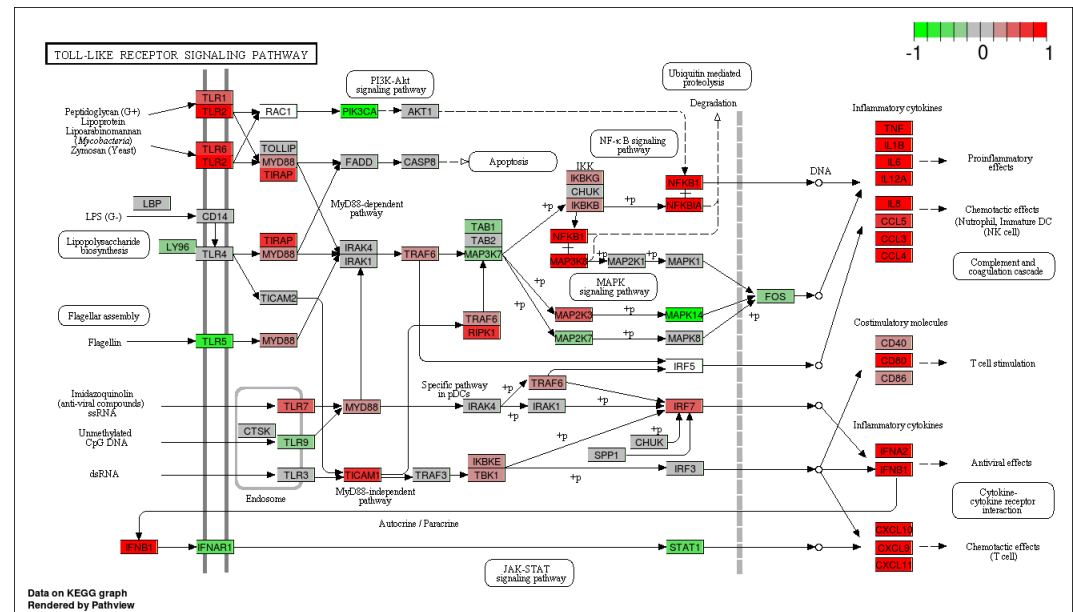 -1 0 1
TOLL-LIKE RECEPTOR SIGNALING PATHWAY
PI3K-Akt
signaling pathway
Ubiquitin mediated
proteolysis
Degradation
Peptidoglycan (G+)
Lipoprotein
Lipoarabinomannan
(Mycobacteria)
Zymosan (Yeast)
TLR1
TLR2
RAC1
PIK3CA
AKT1
TLR6
TLR2
TOLLIP
MYD88
TIRAP
FADD
CASP8
Apoptosis
NF-κ B signaling
pathway
IKK
IKBKG
CHUK
IKBKB
+p
+p
NFKB1
NFKBIA
DNA
Inflammatory cytokines
TNF
IL1B
IL6
IL12A
Proinflammatory
effects
IL8
CCL5
CCL3
CCL4
Chemotactic effects
(Nutrophil, Immature DC
(NK cell)
Complement and
coagulation cascade
LBP
LPS (G-)
CD14
MyD88-dependent
pathway
Lipopolysaccharide
biosynthesis
LY96
TLR4
TIRAP
MYD88
IRAK4
IRAK1
TRAF6
TAB1
TAB2
MAP3K7
NFKB1
MAP3K8
+p
MAP2K1
+p
MAPK1
MAPK
signaling pathway
TICAM2
Flagellar assembly
Flagellin
TLR5
MYD88
TRAF6
RIPK1
+p
+p
MAP2K3
+p
MAPK14
MAP2K7
+p
MAPK8
+p
FOS
IRF5
Costimulatory molecules
CD40
CD80
CD86
T cell stimulation
Imidazoquinolin
(anti-viral compounds)
ssRNA
TLR7
MYD88
Specific pathway
in pDCs
+p
TRAF6
+p
IRAK4
+p
IRAK1
+p
IRF7
Unmethylated
CpG DNA
CTSK
TLR9
+p
CHUK
SPP1
Inflammatory cytokines
IFNA2
IFNB1
Antiviral effects
dsRNA
TLR3
Endosome
TICAM1
MyD88-independent
pathway
TRAF3
IKBKE
TBK1
+p
IRF3
Cytokine-
cytokine receptor
interaction
Autocrine / Paracrine
IFNB1
IFNAR1
STAT1
JAK-STAT
signaling pathway
CXCL10
CXCL9
CXCL11
Chemotactic effects
(T cell)
Data on KEGG graph
Rendered by Pathview